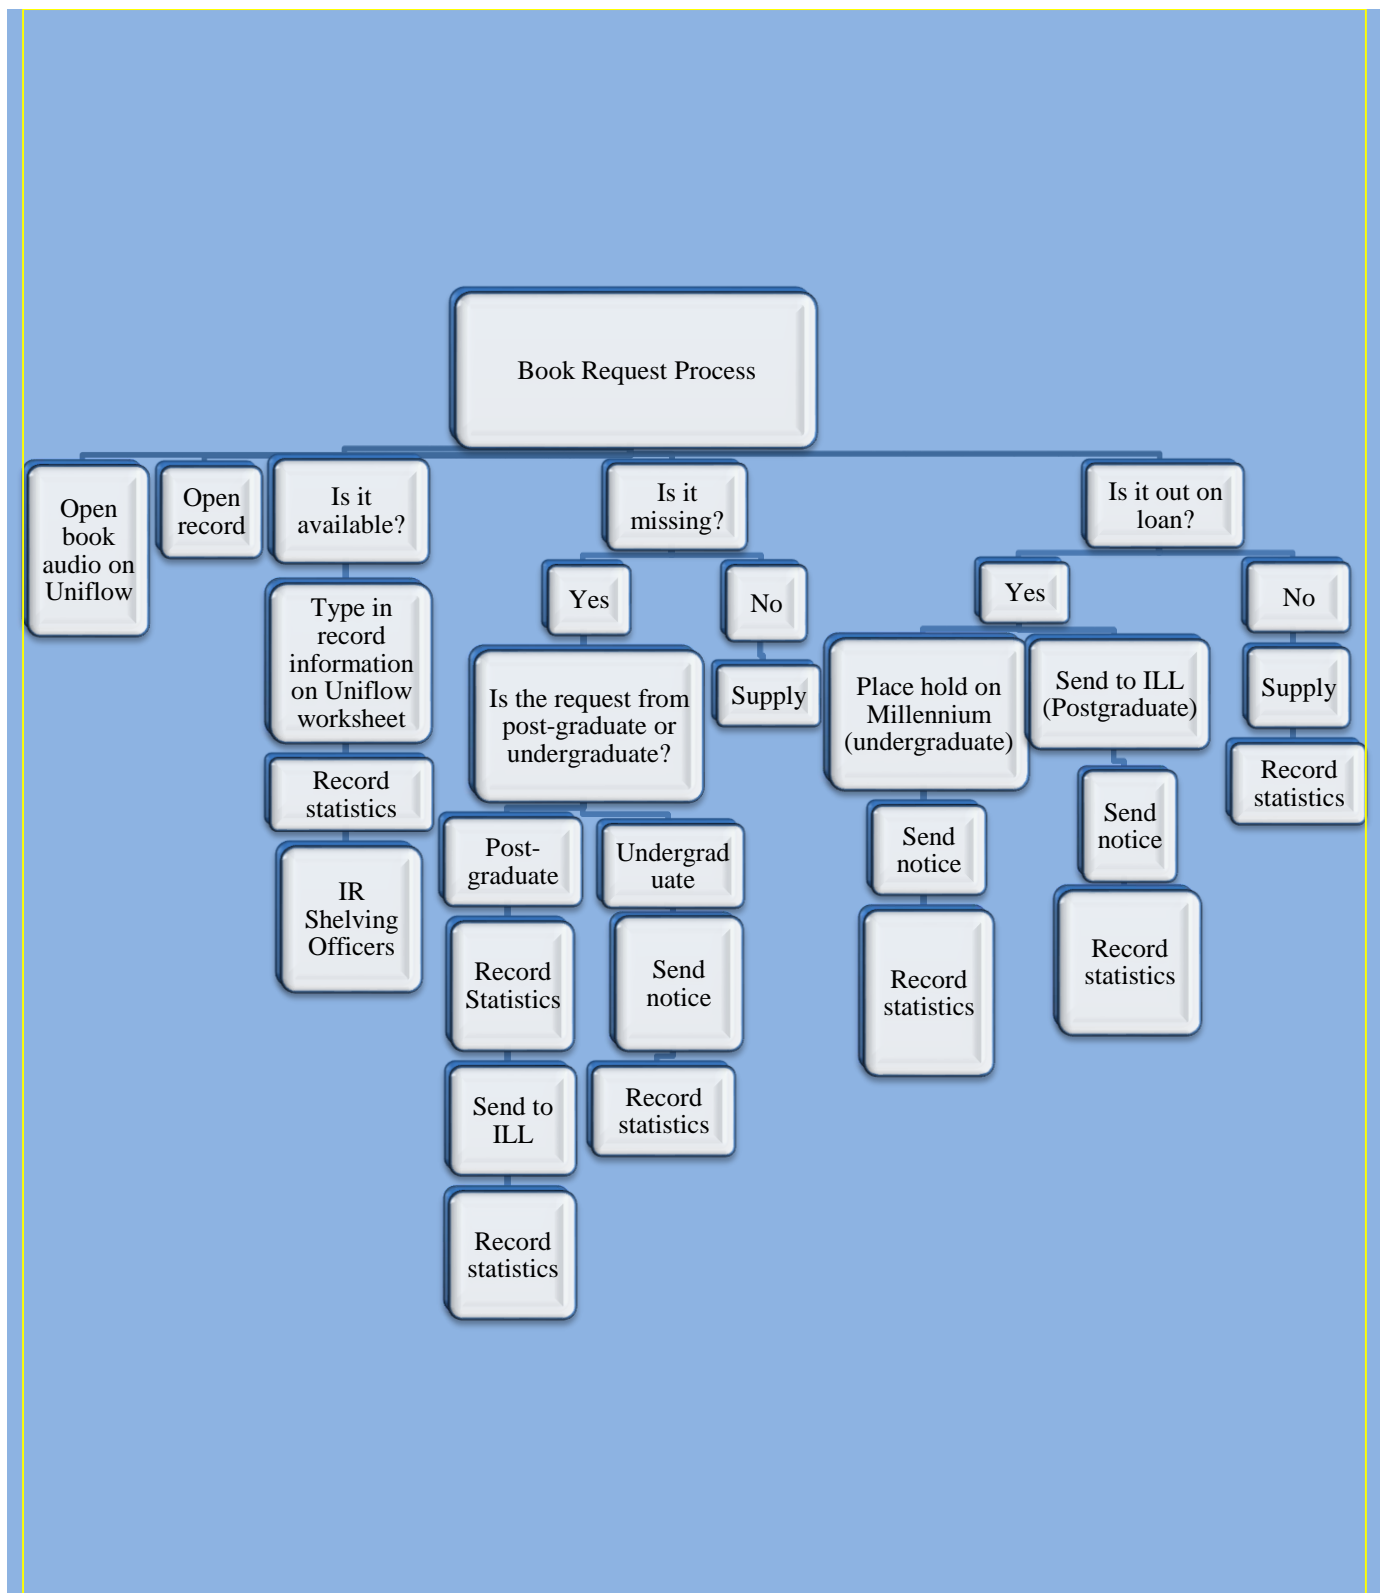 Book Request Process
Open
book
audio on
Uniflow
Open
record
Is it
available?
Type in
record
information
on Uniflow
worksheet
Record
statistics
IR
Shelving
Officers
Is it
missing?
Yes
Is the request from
post-graduate or
undergraduate?
Post-
graduate
Record
Statistics
Send to
ILL
Record
statistics
Undergrad
uate
Send
notice
Record
statistics
No
Supply
Is it out on
loan?
Yes
Place hold on
Millennium
(undergraduate)
Send
notice
Record
statistics
Send to ILL
(Postgraduate)
Send
notice
Record
statistics
No
Supply
Record
statistics